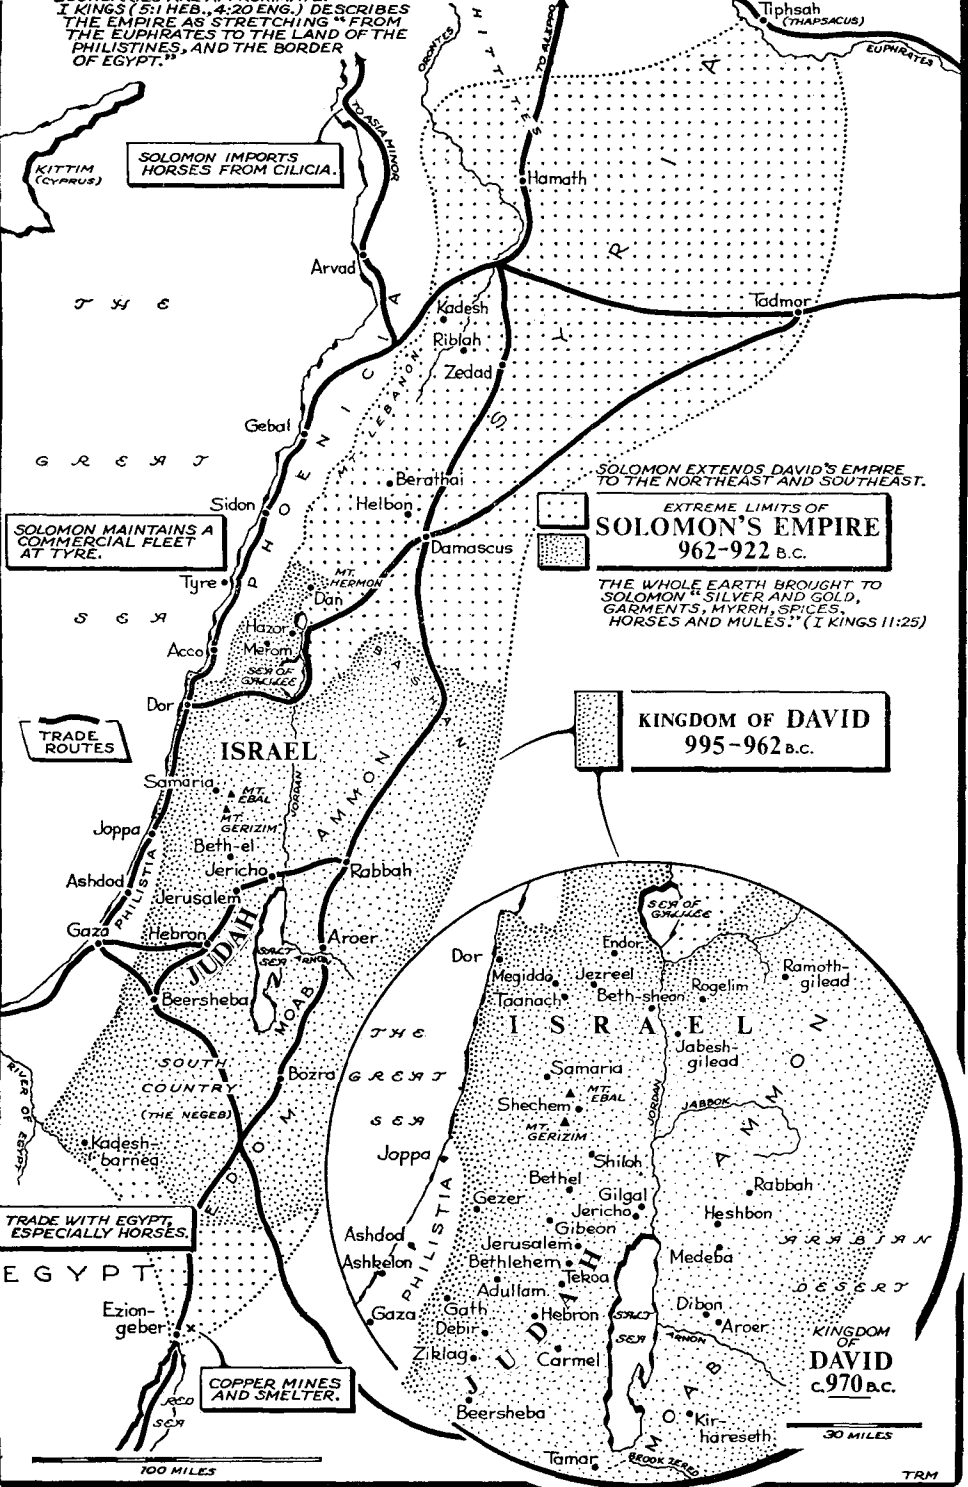 I KINGS (5:1 HEB., 4:20 ENG.) DESCRIBES
THE EMPIRE AS STRETCHING "FROM
THE EUPHRATES TO THE LAND OF THE
PHILISTINES, AND THE BORDER
OF EGYPT."
ORONTES
HITTITES
TO ALEPPO
Tiphsah
(THAPSACUS)
EUPHRATES
KITTIM
(CYPRUS)
SOLOMON IMPORTS
HORSES FROM CILICIA.
TO ASIA MINOR
Hamath
SYRIA
Arvad
THE
GREAT
SEA
Kadesh
Riblah
Zedad
Tadmor
PHOENICIA
MT. LEBANON
Gebal
Berathai
Helbon
Sidon
Damascus
SOLOMON EXTENDS DAVID'S EMPIRE
TO THE NORTHEAST AND SOUTHEAST.
EXTREME LIMITS OF
SOLOMON'S EMPIRE
962-922 B.C.
THE WHOLE EARTH BROUGHT TO
SOLOMON "SILVER AND GOLD,
GARMENTS, MYRRH, SPICES,
HORSES AND MULES." (I KINGS 11:25)
SOLOMON MAINTAINS A
COMMERCIAL FLEET
AT TYRE.
Tyre
MT.
HERMON
Dan
Hazor
Merom
SEA OF
GALILEE
Acco
BASHAN
Dor
TRADE
ROUTES
ISRAEL
KINGDOM OF DAVID
995-962 B.C.
Samaria
MT.
EBAL
MT.
GERIZIM
JORDAN
AMMON
Joppa
Beth-el
Jericho
Rabbah
Ashdod
PHILISTIA
Jerusalem
Gaza
Hebron
JUDAH
SALT
SEA
Aroer
ARNON
Beersheba
MOAB
SOUTH
COUNTRY
(THE NEGEB)
Bozra
EDOM
RIVER OF EGYPT
Kadesh-
barnea
TRADE WITH EGYPT,
ESPECIALLY HORSES.
EGYPT
Ezion-
geber
COPPER MINES
AND SMELTER.
RED
SEA
100 MILES
SEA OF
GALILEE
Dor
Endor
Megiddo
Jezreel
Ramoth-
gilead
Taanach
Beth-shean
Rogelim
ISRAEL
THE
GREAT
SEA
Jabesh-
gilead
Samaria
MT.
EBAL
Shechem
MT.
GERIZIM
JORDAN
JABBOK
AMMON
Joppa
Shiloh
Bethel
Rabbah
Gezer
Gilgal
Jericho
Gibeon
Heshbon
Ashdod
Jerusalem
ARABIAN
DESERT
Ashkelon
PHILISTIA
Bethlehem
Medeba
Tekoa
Adullam
JUDAH
Gaza
Gath
Hebron
SALT
SEA
Dibon
Aroer
Debir
ARNON
Ziklag
Carmel
KINGDOM
OF
DAVID
C. 970 B.C.
Beersheba
MOAB
Kir-
hareseth
30 MILES
Tamar
BROOK ZERED
TRM